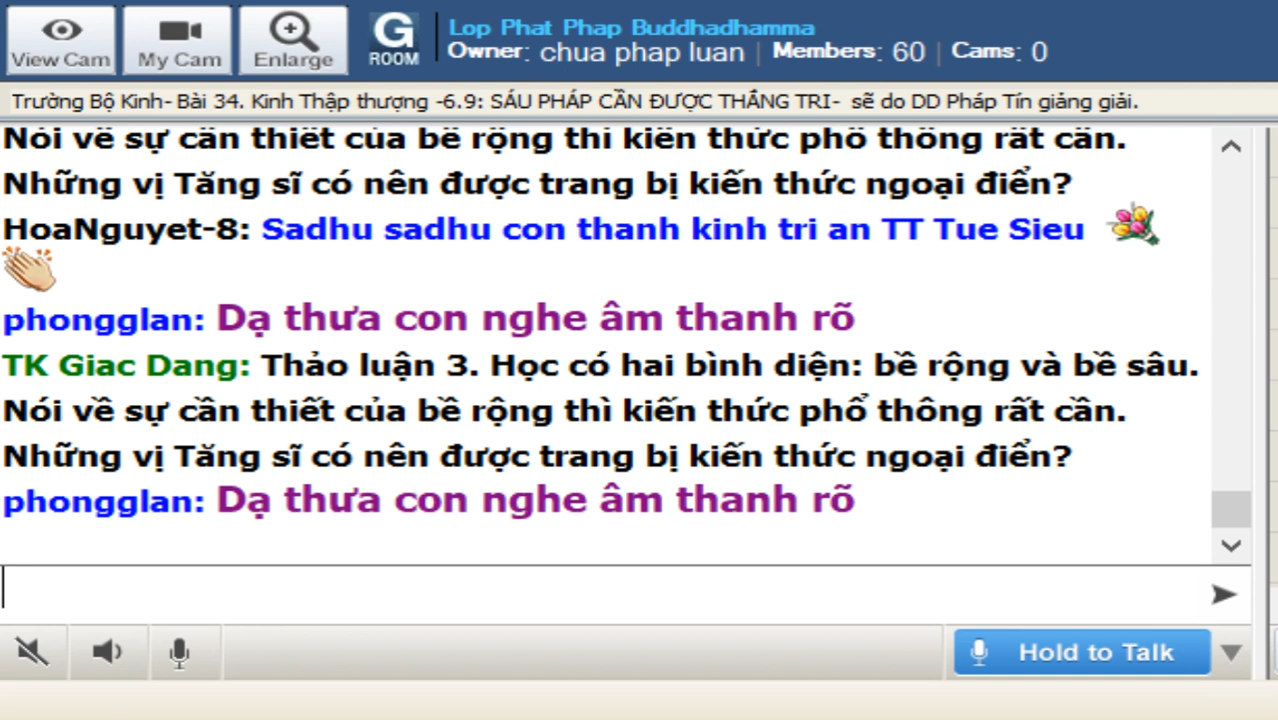 View Cam
My Cam
Enlarge
G ROOM
Lop Phat Phap Buddhadhamma
Owner: chua phap luan | Members: 60 | Cams: 0
Trường Bộ Kinh- Bài 34. Kinh Thập thượng -6.9: SÁU PHÁP CẦN ĐƯỢC THẮNG TRI- sẽ do DD Pháp Tín giảng giải.
Nói về sự cần thiết của bề rộng thì kiến thức phổ thông rất cần.
Những vị Tăng sĩ có nên được trang bị kiến thức ngoại điển?
HoaNguyet-8: Sadhu sadhu con thanh kinh tri an TT Tue Sieu
phongglan: Dạ thưa con nghe âm thanh rõ
TK Giac Dang: Thảo luận 3. Học có hai bình diện: bề rộng và bề sâu.
Nói về sự cần thiết của bề rộng thì kiến thức phổ thông rất cần.
Những vị Tăng sĩ có nên được trang bị kiến thức ngoại điển?
phongglan: Dạ thưa con nghe âm thanh rõ
Hold to Talk